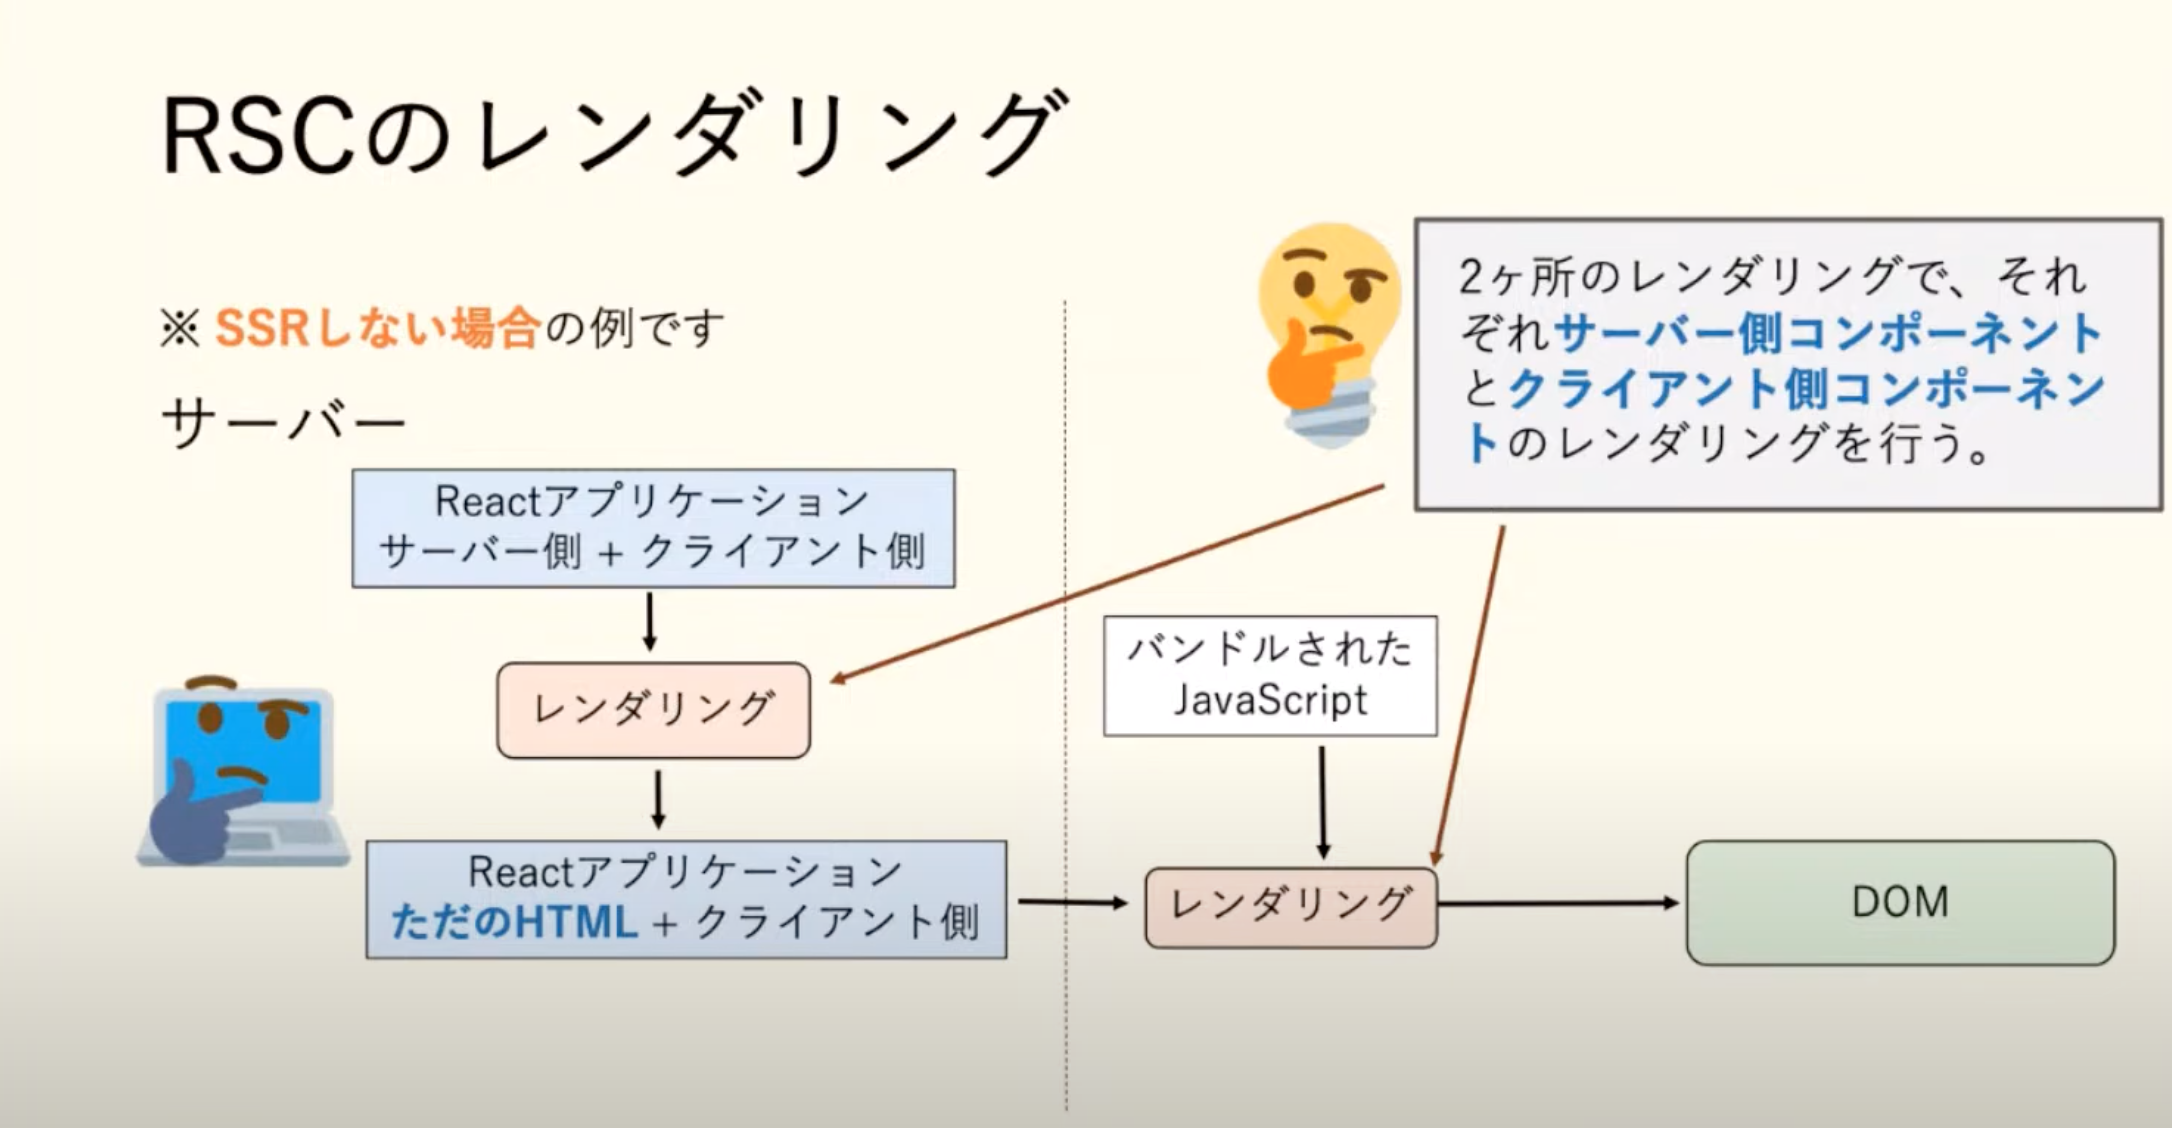 RSCのレンダリング
※ SSRしない場合の例です
サーバー
Reactアプリケーション
サーバー側 + クライアント側
レンダリング
Reactアプリケーション
ただのHTML + クライアント側
2ヶ所のレンダリングで、それ
ぞれサーバー側コンポーネント
とクライアント側コンポーネン
トのレンダリングを行う。
バンドルされた
JavaScript
レンダリング
DOM